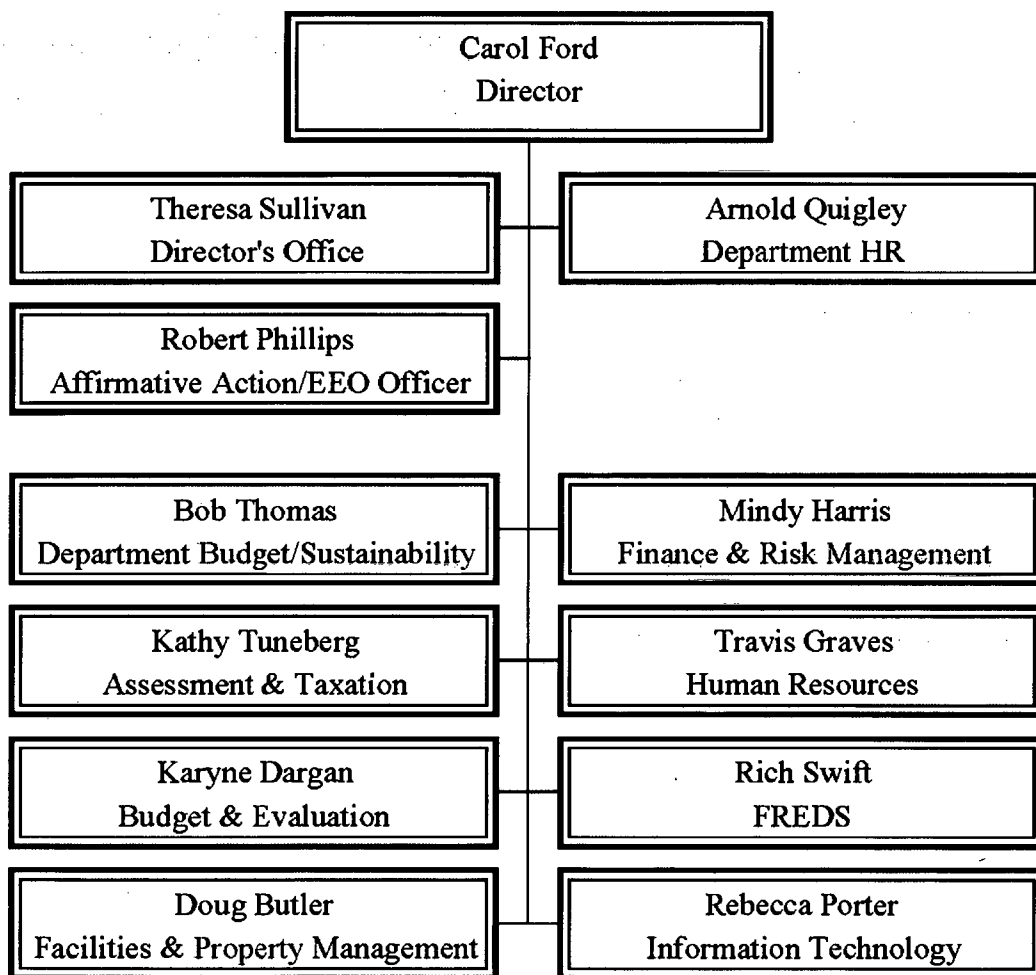 Carol Ford
Director
Theresa Sullivan
Director's Office
Arnold Quigley
Department HR
Robert Phillips
Affirmative Action/EEO Officer
Bob Thomas
Department Budget/Sustainability
Mindy Harris
Finance & Risk Management
Kathy Tuneberg
Assessment & Taxation
Travis Graves
Human Resources
Karyne Dargan
Budget & Evaluation
Rich Swift
FREDS
Doug Butler
Facilities & Property Management
Rebecca Porter
Information Technology